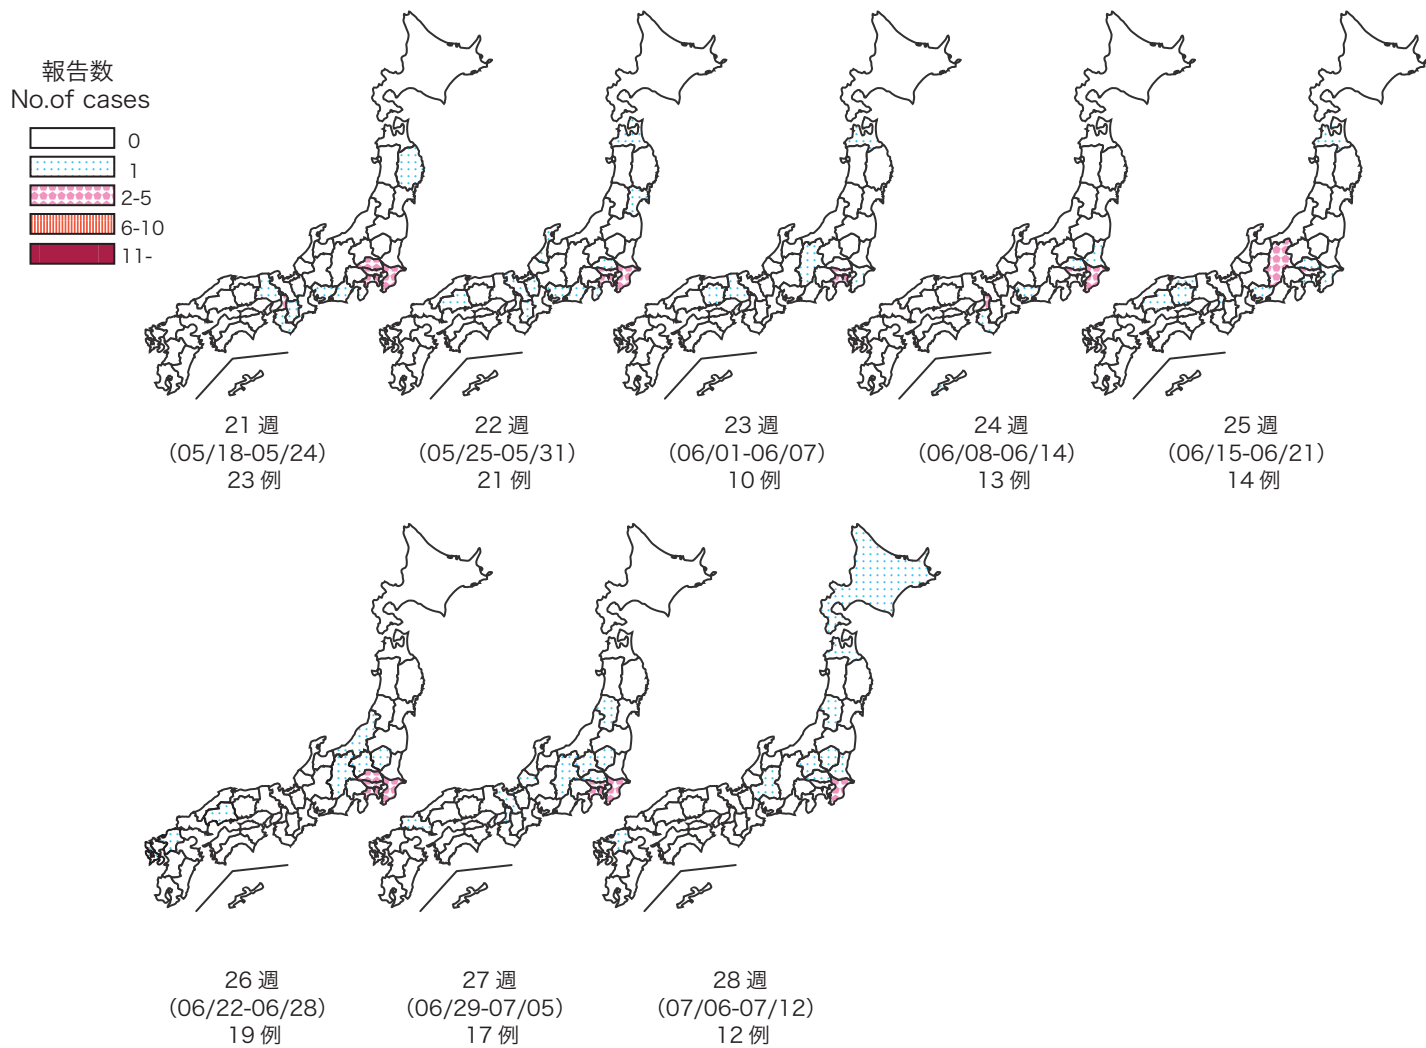 報告数
No.of cases
0
1
2-5
6-10
11-
21 週
(05/18-05/24)
23 例
22 週
(05/25-05/31)
21 例
23 週
(06/01-06/07)
10 例
24 週
(06/08-06/14)
13 例
25 週
(06/15-06/21)
14 例
26 週
(06/22-06/28)
19 例
27 週
(06/29-07/05)
17 例
28 週
(07/06-07/12)
12 例